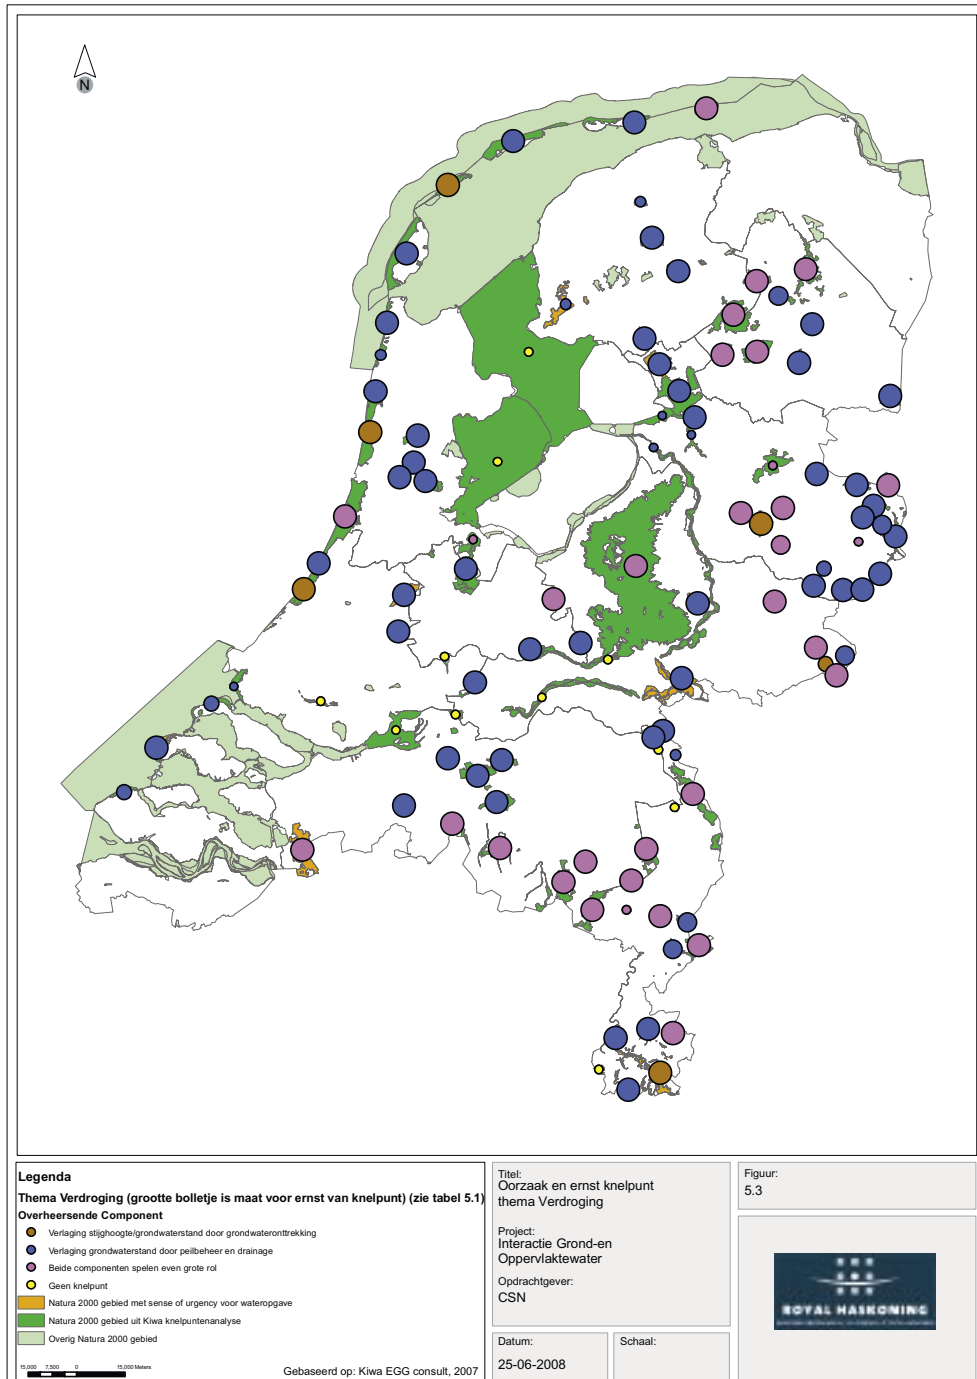 N
Legenda
Thema Verdroging (grootte bolletje is maat voor ernst van knelpunt) (zie tabel 5.1)
Overheersende Component
Verlaging stijghoogte/grondwaterstand door grondwateronttrekking
Verlaging grondwaterstand door peilbeheer en drainage
Beide componenten spelen even grote rol
Geen knelpunt
Natura 2000 gebied met sense of urgency voor wateropgave
Natura 2000 gebied uit Kiwa knelpuntenanalyse
Overig Natura 2000 gebied
15,000 7,500 0 15,000 Meters
Gebaseerd op: Kiwa EGG consult, 2007
Titel:
Oorzaak en ernst knelpunt
thema Verdroging
Project:
Interactie Grond-en
Oppervlaktewater
Opdrachtgever:
CSN
Datum:
25-06-2008
Schaal:
Figuur:
5.3
ROYAL HASKONING